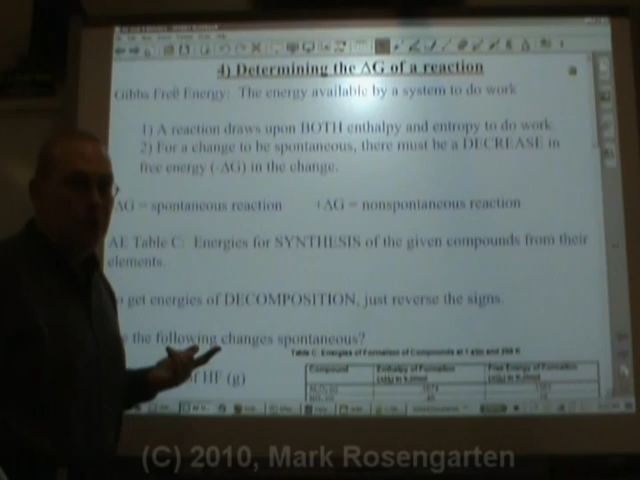 4) Determining the ΔG of a reaction
Gibbs Free Energy: The energy available by a system to do work
1) A reaction draws upon BOTH enthalpy and entropy to do work.
2) For a change to be spontaneous, there must be a DECREASE in
free energy (-ΔG) in the change.
ΔG = spontaneous reaction +ΔG = nonspontaneous reaction
AE Table C: Energies for SYNTHESIS of the given compounds from their
elements.
get energies of DECOMPOSITION, just reverse the signs.
the following changes spontaneous?
Table C: Energies of Formation of Compounds at 1 atm and 298 K
of HF (g)
Compound Enthalpy of Formation Free Energy of Formation
(C) 2010, Mark Rosengarten